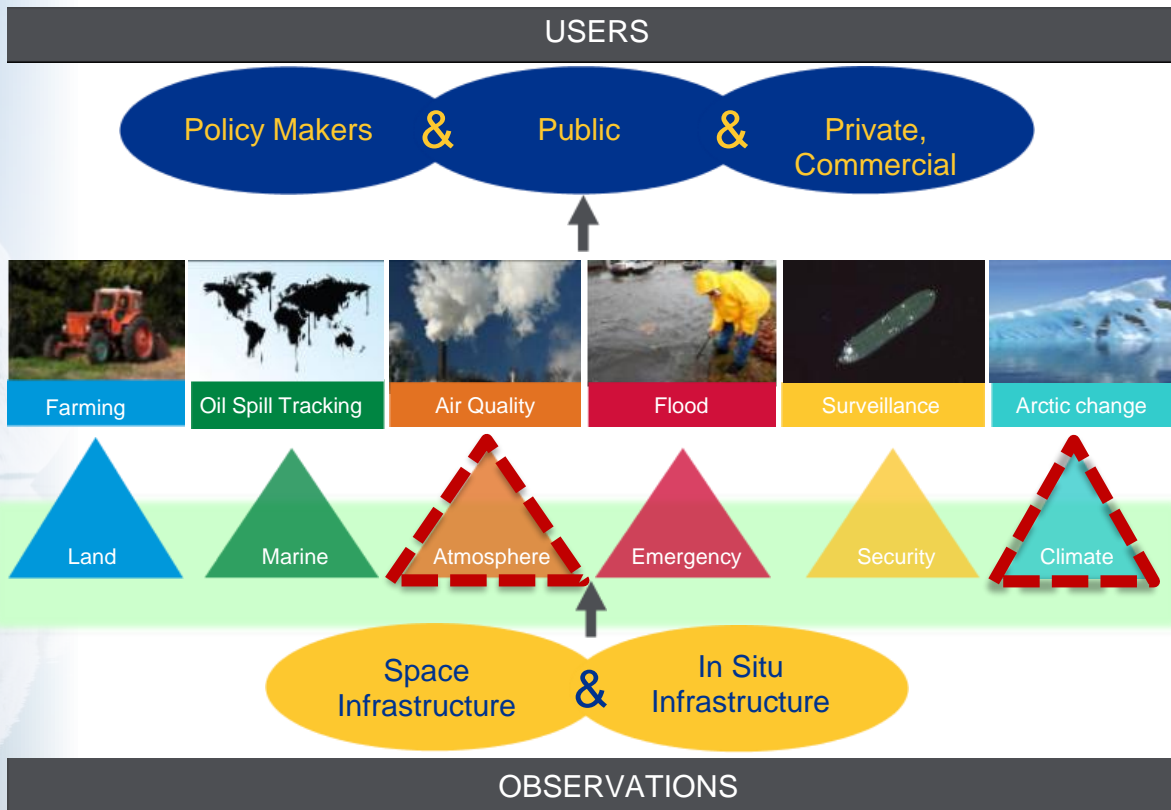 USERS
Policy Makers & Public & Private,
Commercial
Farming Oil Spill Tracking Air Quality Flood Surveillance Arctic change
Land Marine Atmosphere Emergency Security Climate
Space
Infrastructure & In Situ
Infrastructure
OBSERVATIONS